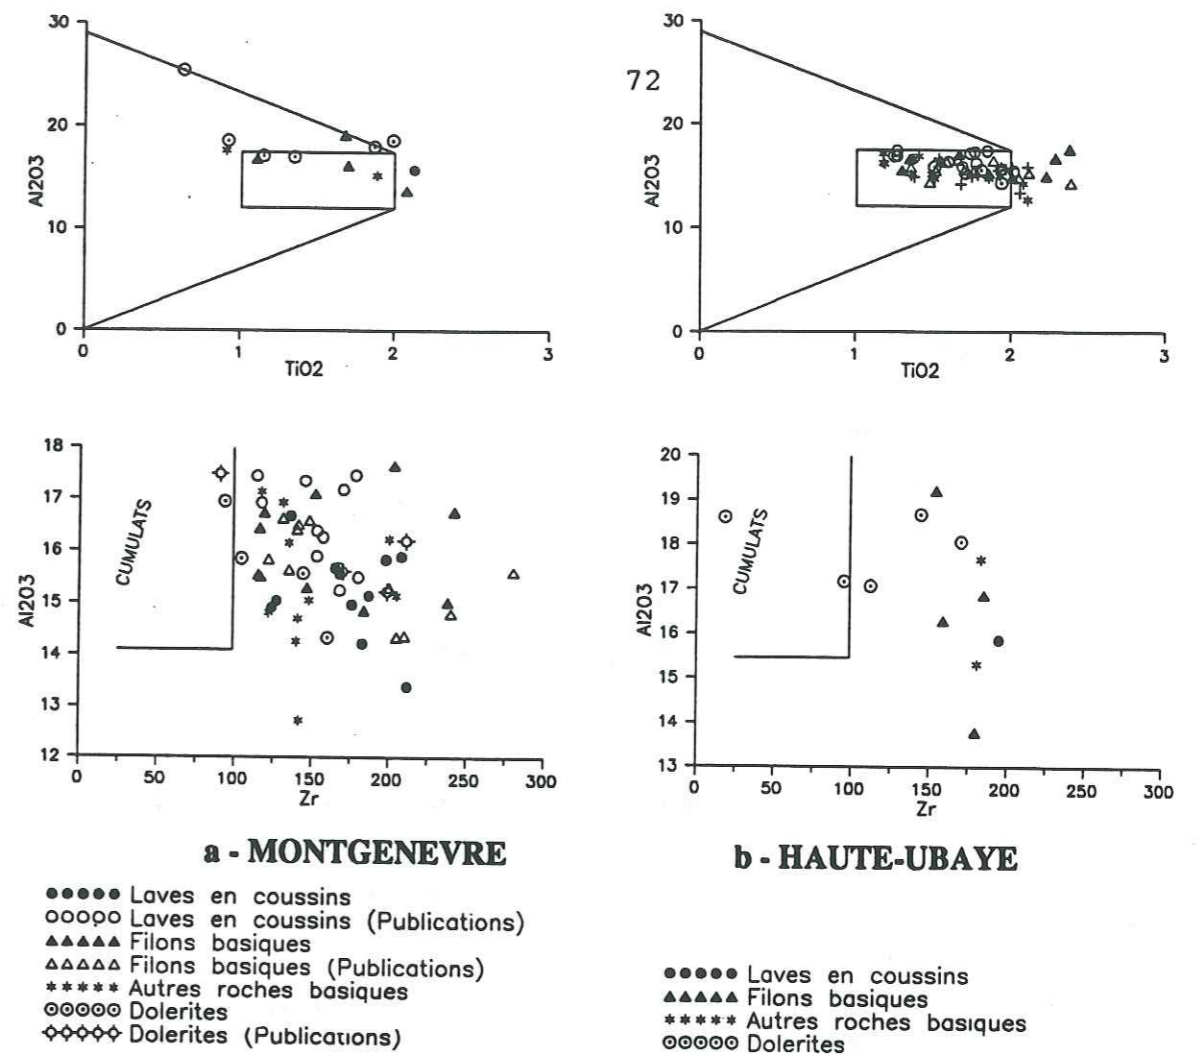 72
30
20
10
0
Al2O3
0
1
2
3
TiO2
30
20
10
0
Al2O3
0
1
2
3
TiO2
18
17
16
15
14
13
12
Al2O3
CUMULATS
0
50
100
150
200
250
300
Zr
20
19
18
17
16
15
14
13
Al2O3
CUMULATS
0
50
100
150
200
250
300
Zr
a - MONTGENEVRE
Laves en coussins
Laves en coussins (Publications)
Filons basiques
Filons basiques (Publications)
Autres roches basiques
Dolerites
Dolerites (Publications)
b - HAUTE-UBAYE
Laves en coussins
Filons basiques
Autres roches basiques
Dolerites